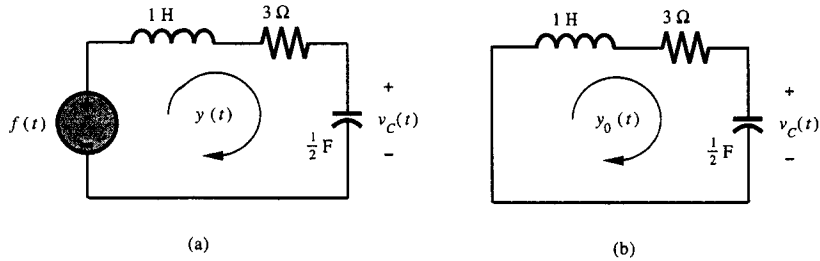 1 H
3 Ω
f(t)
y(t)
+
v_C(t)
−
1/2 F
(a)
1 H
3 Ω
y_0(t)
+
v_C(t)
−
1/2 F
(b)